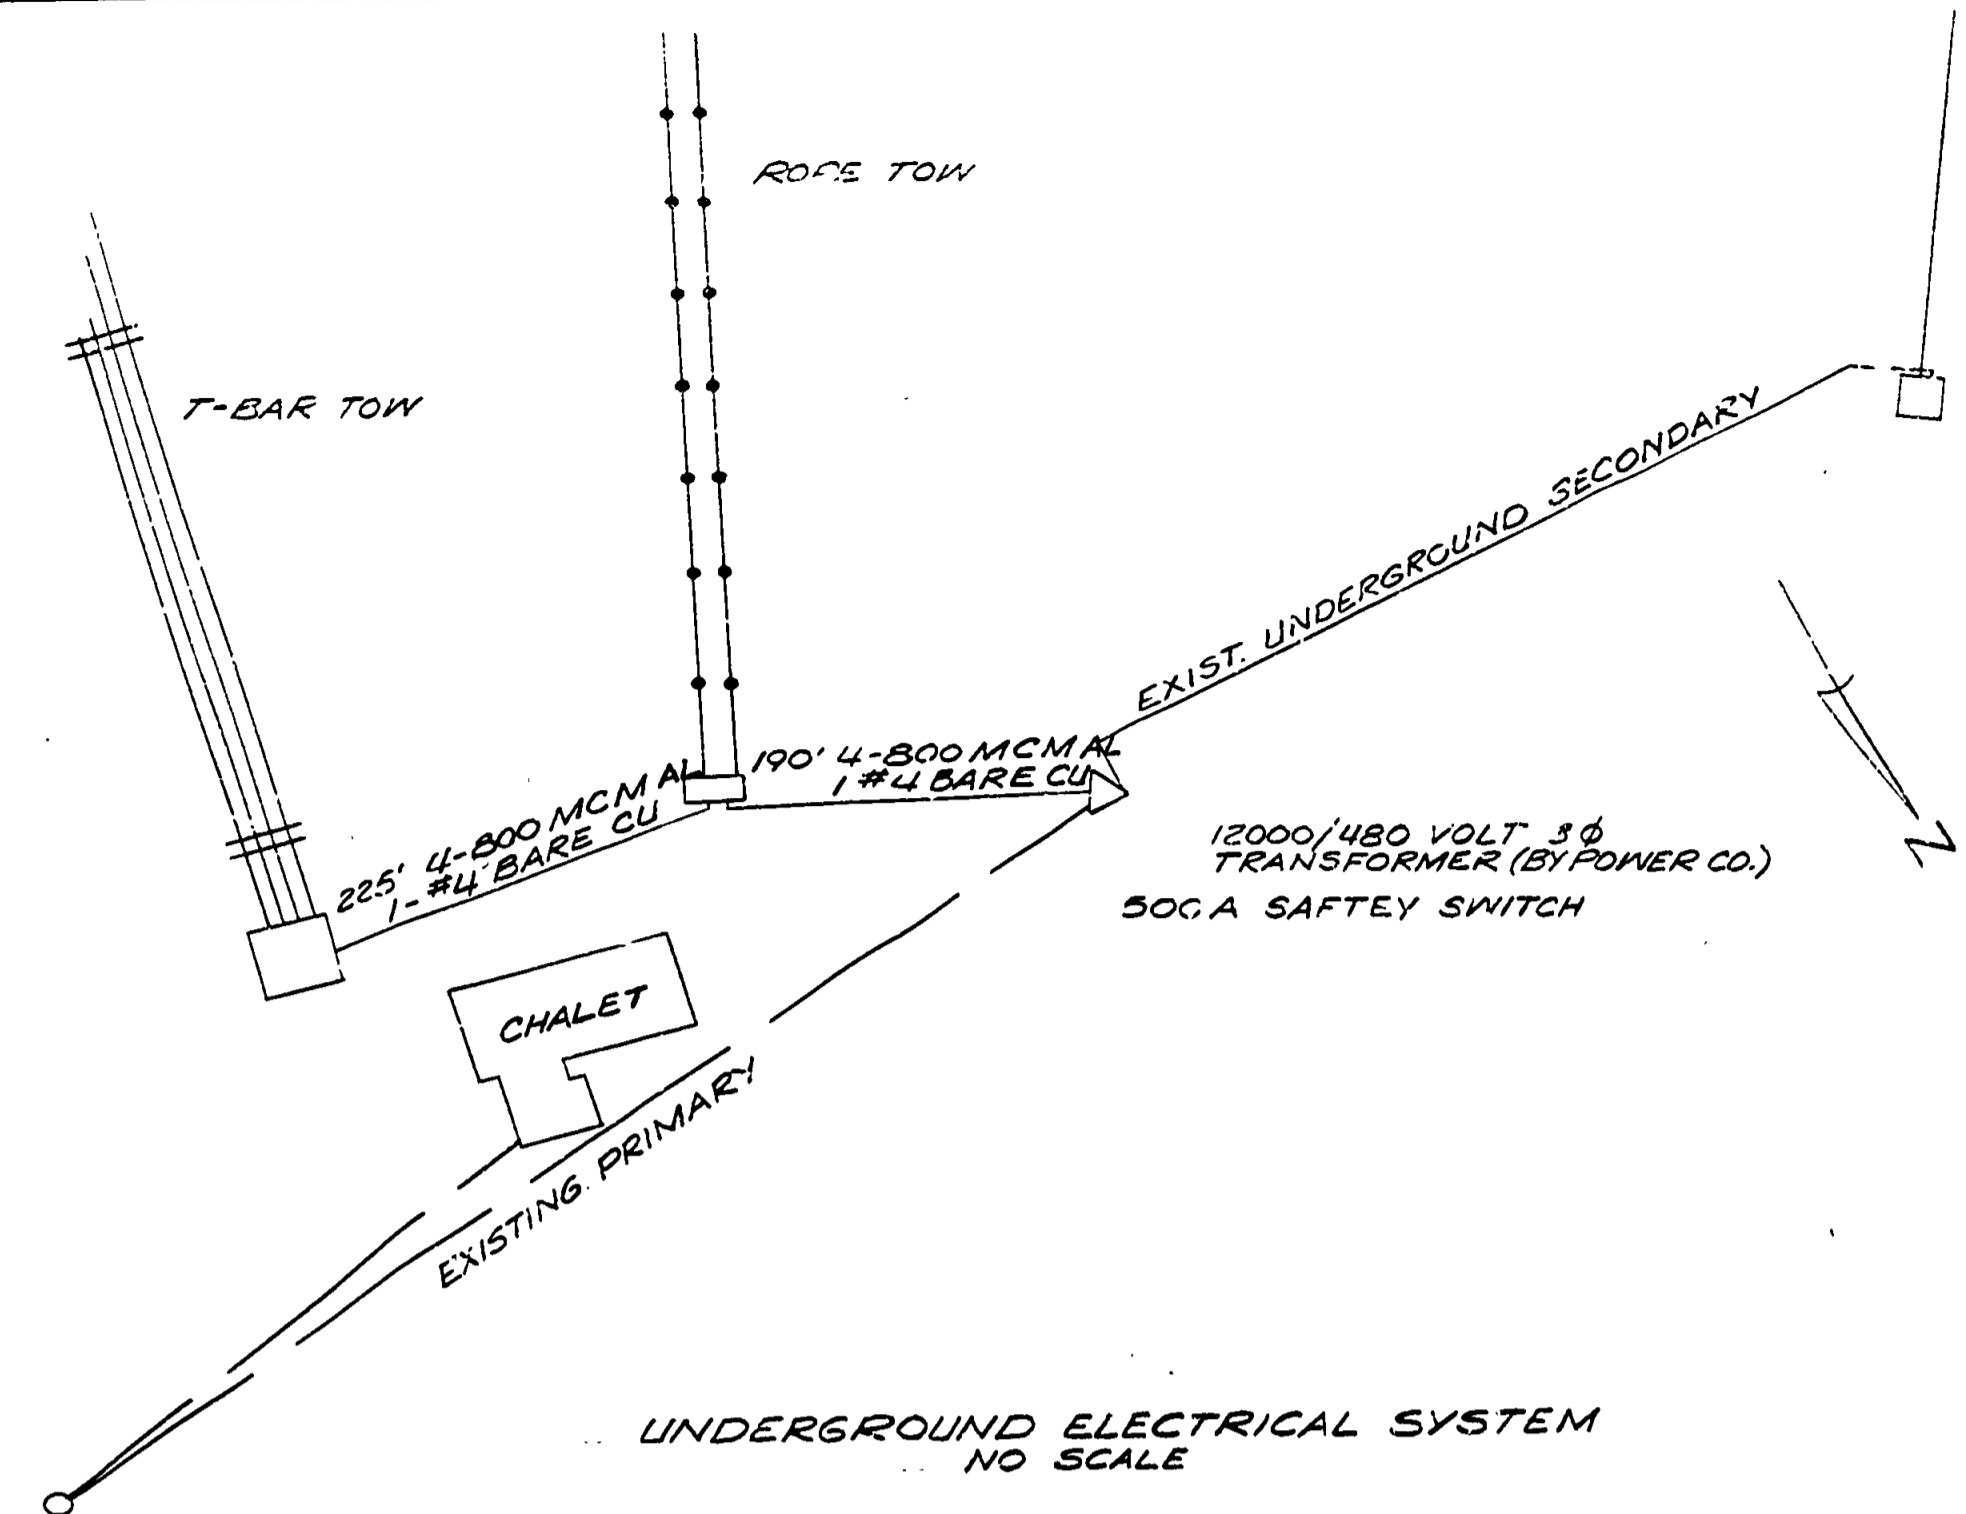 ROPE TOW
T-BAR TOW
EXIST. UNDERGROUND SECONDARY
190' 4-800 MCM AL
1 #4 BARE CU
225' 4-800 MCM AL
1-#4 BARE CU
12000/480 VOLT 3Ø
TRANSFORMER (BY POWER CO.)
500A SAFTEY SWITCH
CHALET
EXISTING PRIMARY
N
UNDERGROUND ELECTRICAL SYSTEM
NO SCALE